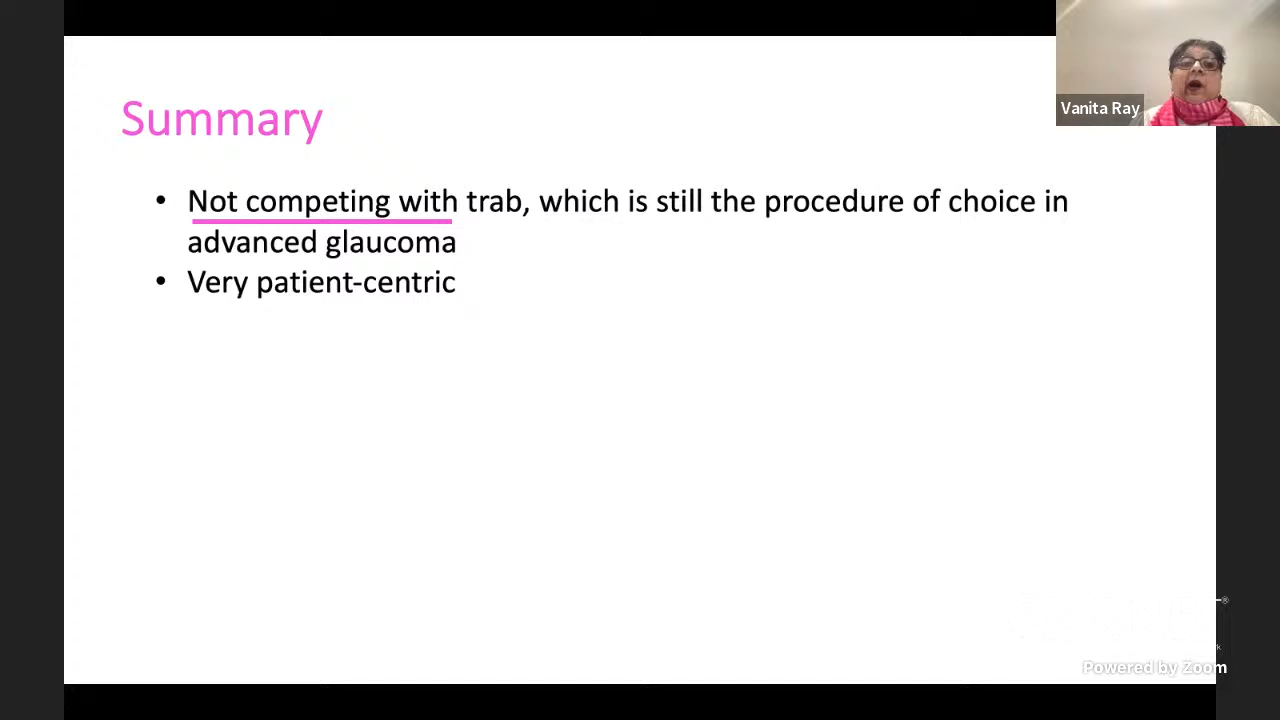 Vanita Ray
Summary
• Not competing with trab, which is still the procedure of choice in
advanced glaucoma
• Very patient-centric
®
Powered by Zoom